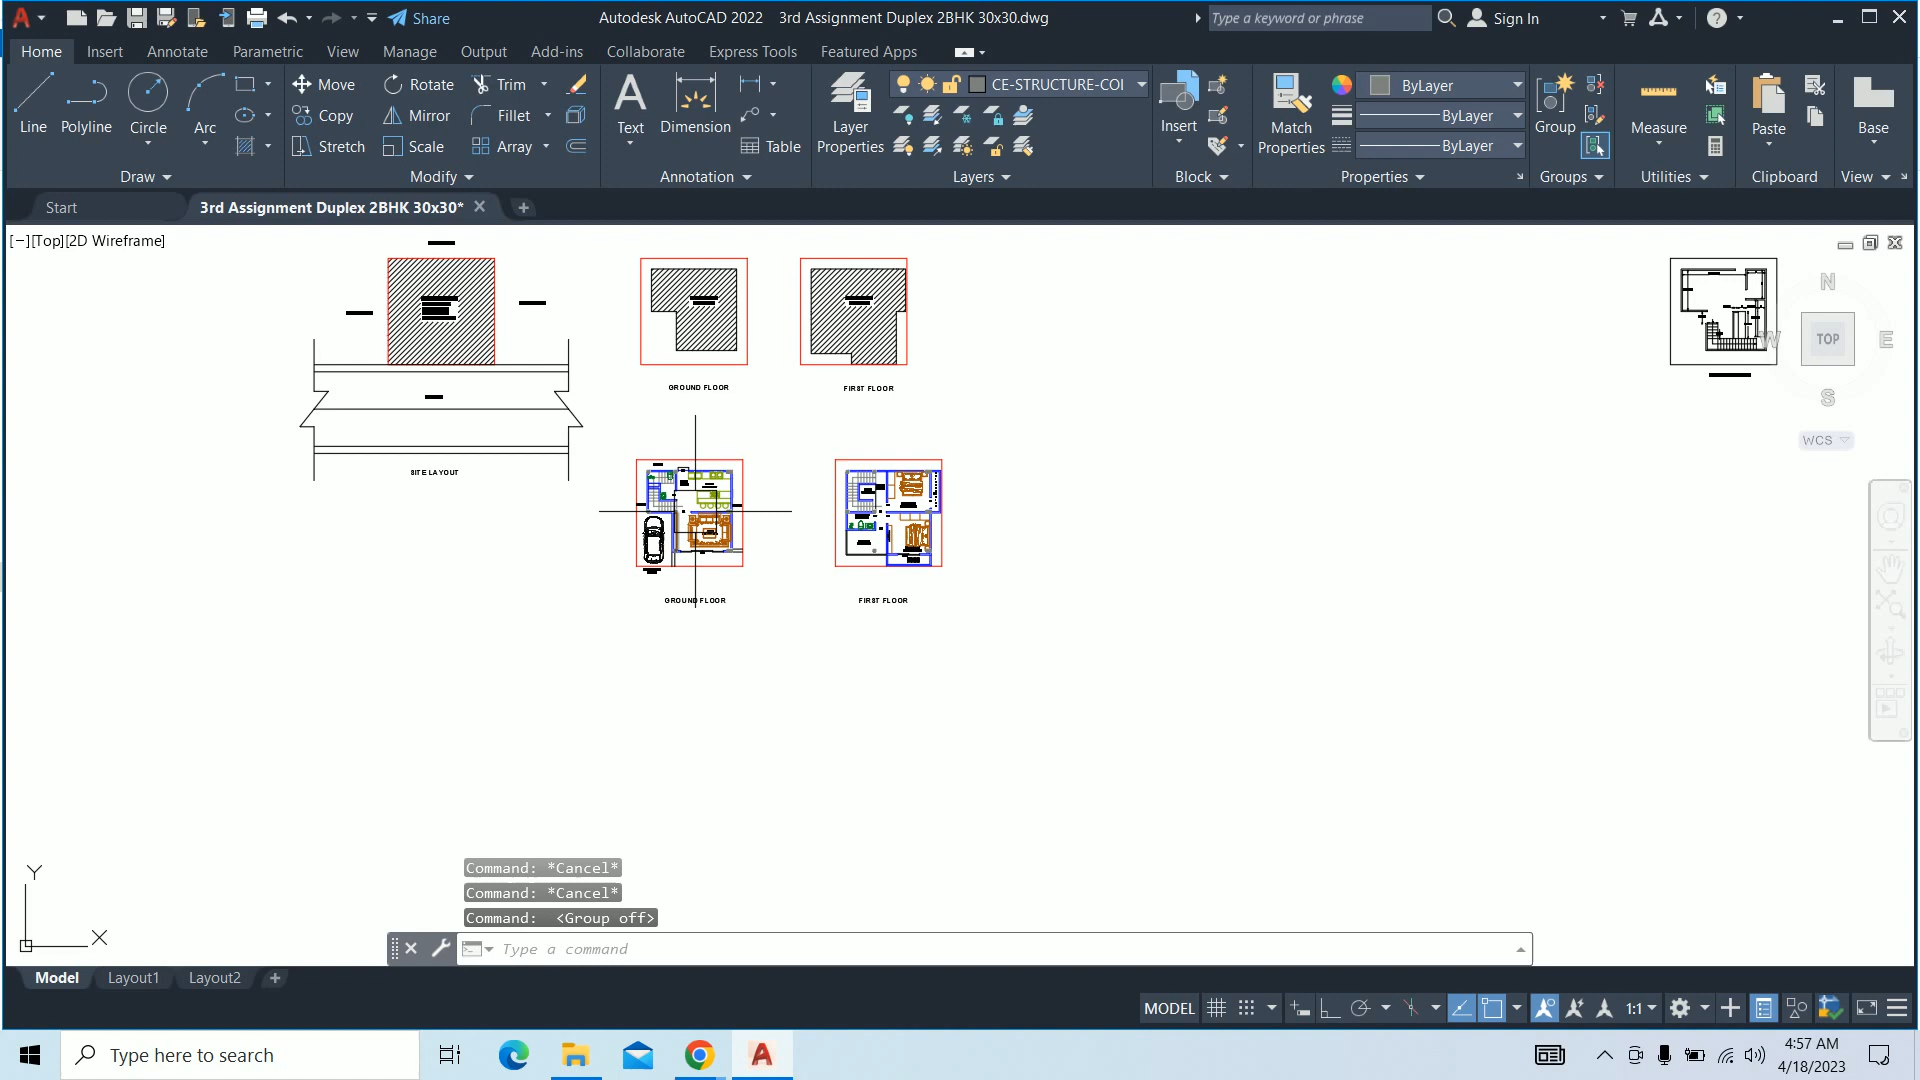 Share
Autodesk AutoCAD 2022 3rd Assignment Duplex 2BHK 30x30.dwg
Type a keyword or phrase
Sign In
Home Insert Annotate Parametric View Manage Output Add-ins Collaborate Express Tools Featured Apps
Line Polyline Circle Arc
Draw
Move Rotate Trim
Copy Mirror Fillet
Stretch Scale Array
Modify
Text Dimension Table
Annotation
Layer Properties
CE-STRUCTURE-COI
Layers
Insert
Block
Match Properties
ByLayer
ByLayer
ByLayer
Properties
Group
Groups
Measure
Utilities
Paste
Clipboard
Base
View
Start 3rd Assignment Duplex 2BHK 30x30*
[−][Top][2D Wireframe]
N
W TOP E
S
WCS
GROUND FLOOR FIRST FLOOR
SITE LAYOUT
GROUND FLOOR FIRST FLOOR
Y
X
Command: *Cancel*
Command: *Cancel*
Command: <Group off>
Type a command
Model Layout1 Layout2
MODEL 1:1
Type here to search
4:57 AM
4/18/2023